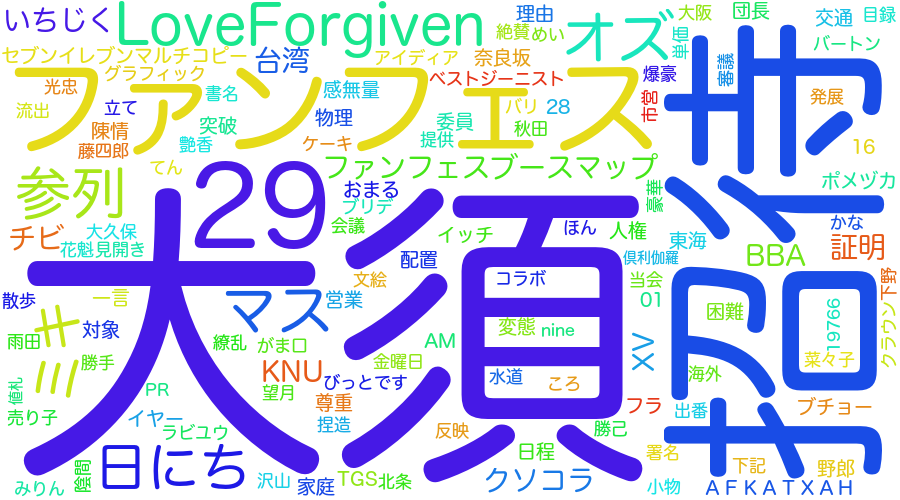 いちじく
LoveForgiven
理由
絶賛
めい
オズ
大阪
団長
交通
目録
単価
審議
バートン
セブンイレブンマルチコピー
台湾
アイディア
奈良坂
グラフィック
ベストジーニスト
爆豪
ファンフェス
光忠
書名
感無量
パリ
28
市営
発展
流出
立て
物理
委員
秋田
陳情
突破
提供
16
藤四郎
艶香
ケーキ
招待
てん
29
ファンフェスブースマップ
参列
おまる
豪華
ポメヅカ
ブリデ
チビ
大久保
会議
イッチ
ほん
人権
かな
花魁見開き
東海
BBA
証明
配置
倶利伽羅
大須
文絵
コラボ
当会
下野
散歩
一言
マス
営業
01
対象
変態
nine
困難
19766
雨田
繚乱
がま口
AM
XV
クラウン
勝手
金曜日
菜々子
KNU
水道
ころ
海外
値札
PR
望月
びっとです
売り子
イヤー
尊重
フラ
出番
ブチョー
ラビユウ
捏造
反映
勝己
日にち
日程
署名
陰間
下記
野郎
みりん
沢山
家庭
TGS
北条
クソコラ
小物
ＡＦＫＡＴＸＡＨ